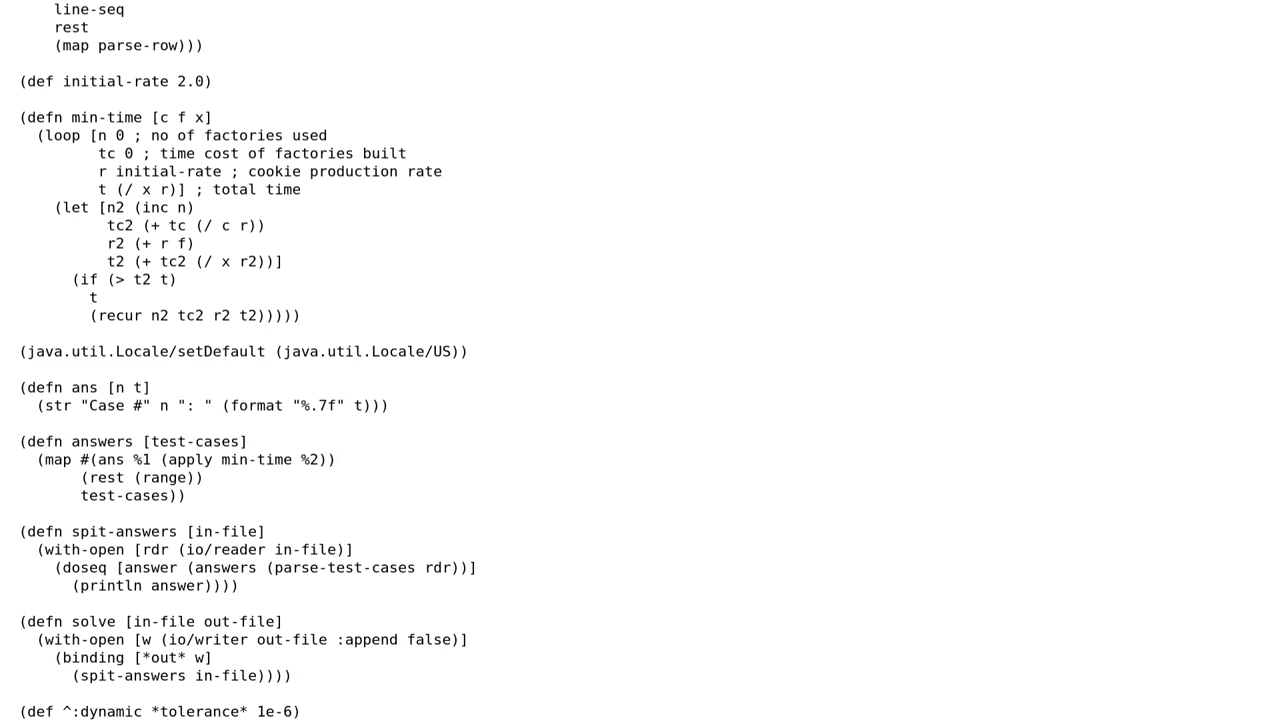 line-seq
rest
(map parse-row)))
(def initial-rate 2.0)
(defn min-time [c f x]
(loop [n 0 ; no of factories used
tc 0 ; time cost of factories built
r initial-rate ; cookie production rate
t (/ x r)] ; total time
(let [n2 (inc n)
tc2 (+ tc (/ c r))
r2 (+ r f)
t2 (+ tc2 (/ x r2))]
(if (> t2 t)
t
(recur n2 tc2 r2 t2)))))
(java.util.Locale/setDefault (java.util.Locale/US))
(defn ans [n t]
(str "Case #" n ": " (format "%.7f" t)))
(defn answers [test-cases]
(map #(ans %1 (apply min-time %2))
(rest (range))
test-cases))
(defn spit-answers [in-file]
(with-open [rdr (io/reader in-file)]
(doseq [answer (answers (parse-test-cases rdr))]
(println answer))))
(defn solve [in-file out-file]
(with-open [w (io/writer out-file :append false)]
(binding [*out* w]
(spit-answers in-file))))
(def ^:dynamic *tolerance* 1e-6)